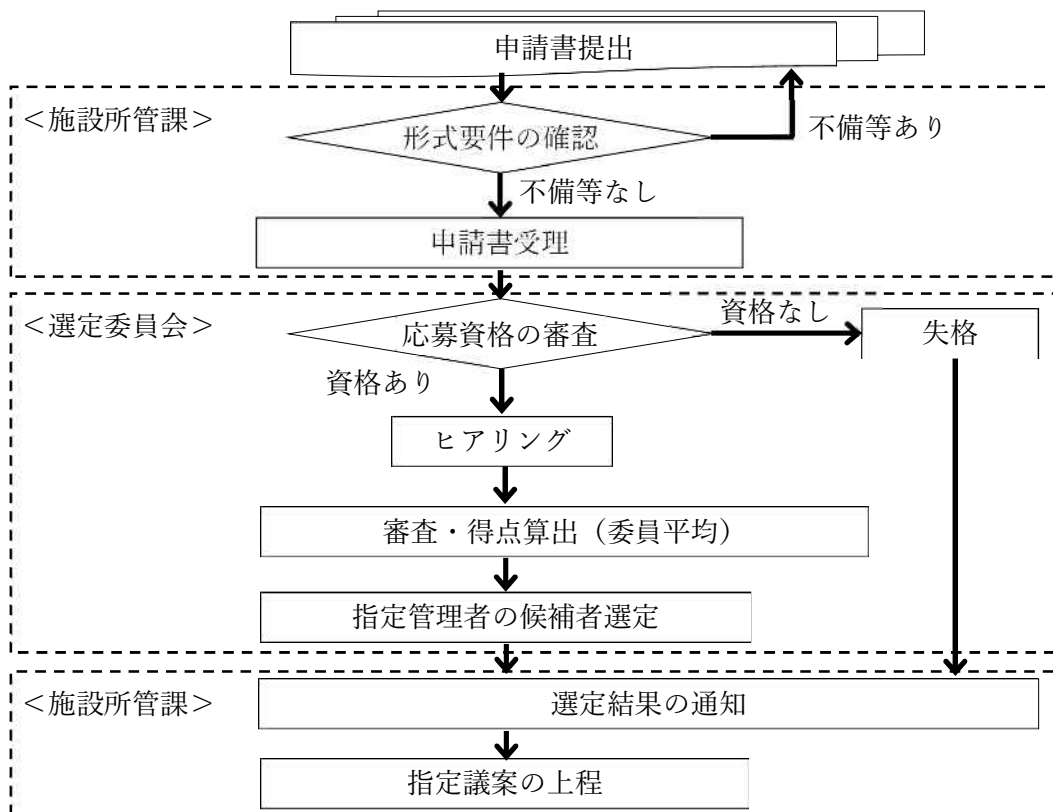 申請書提出
＜施設所管課＞
形式要件の確認
不備等あり
不備等なし
申請書受理
＜選定委員会＞
応募資格の審査
資格なし
失格
資格あり
ヒアリング
審査・得点算出（委員平均）
指定管理者の候補者選定
＜施設所管課＞
選定結果の通知
指定議案の上程